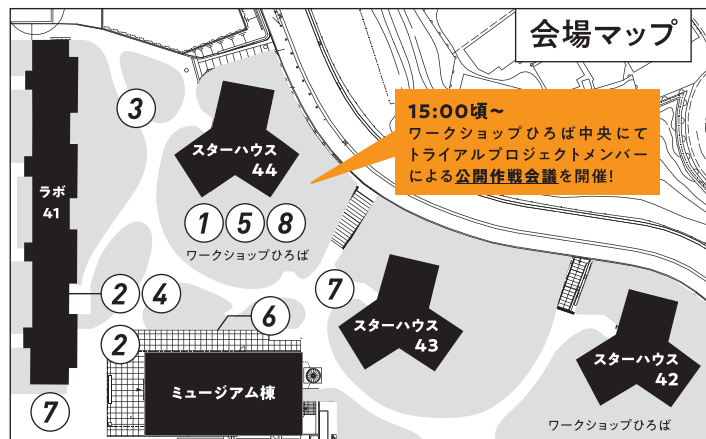 会場マップ
15:00頃〜
ワークショップひろば中央にて
トライアルプロジェクトメンバー
による公開作戦会議を開催！
3
スターハウス
44
ラボ
41
1 5 8
ワークショップひろば
2 4
7
6
2
スターハウス
43
スターハウス
42
ミュージアム棟
7
ワークショップひろば